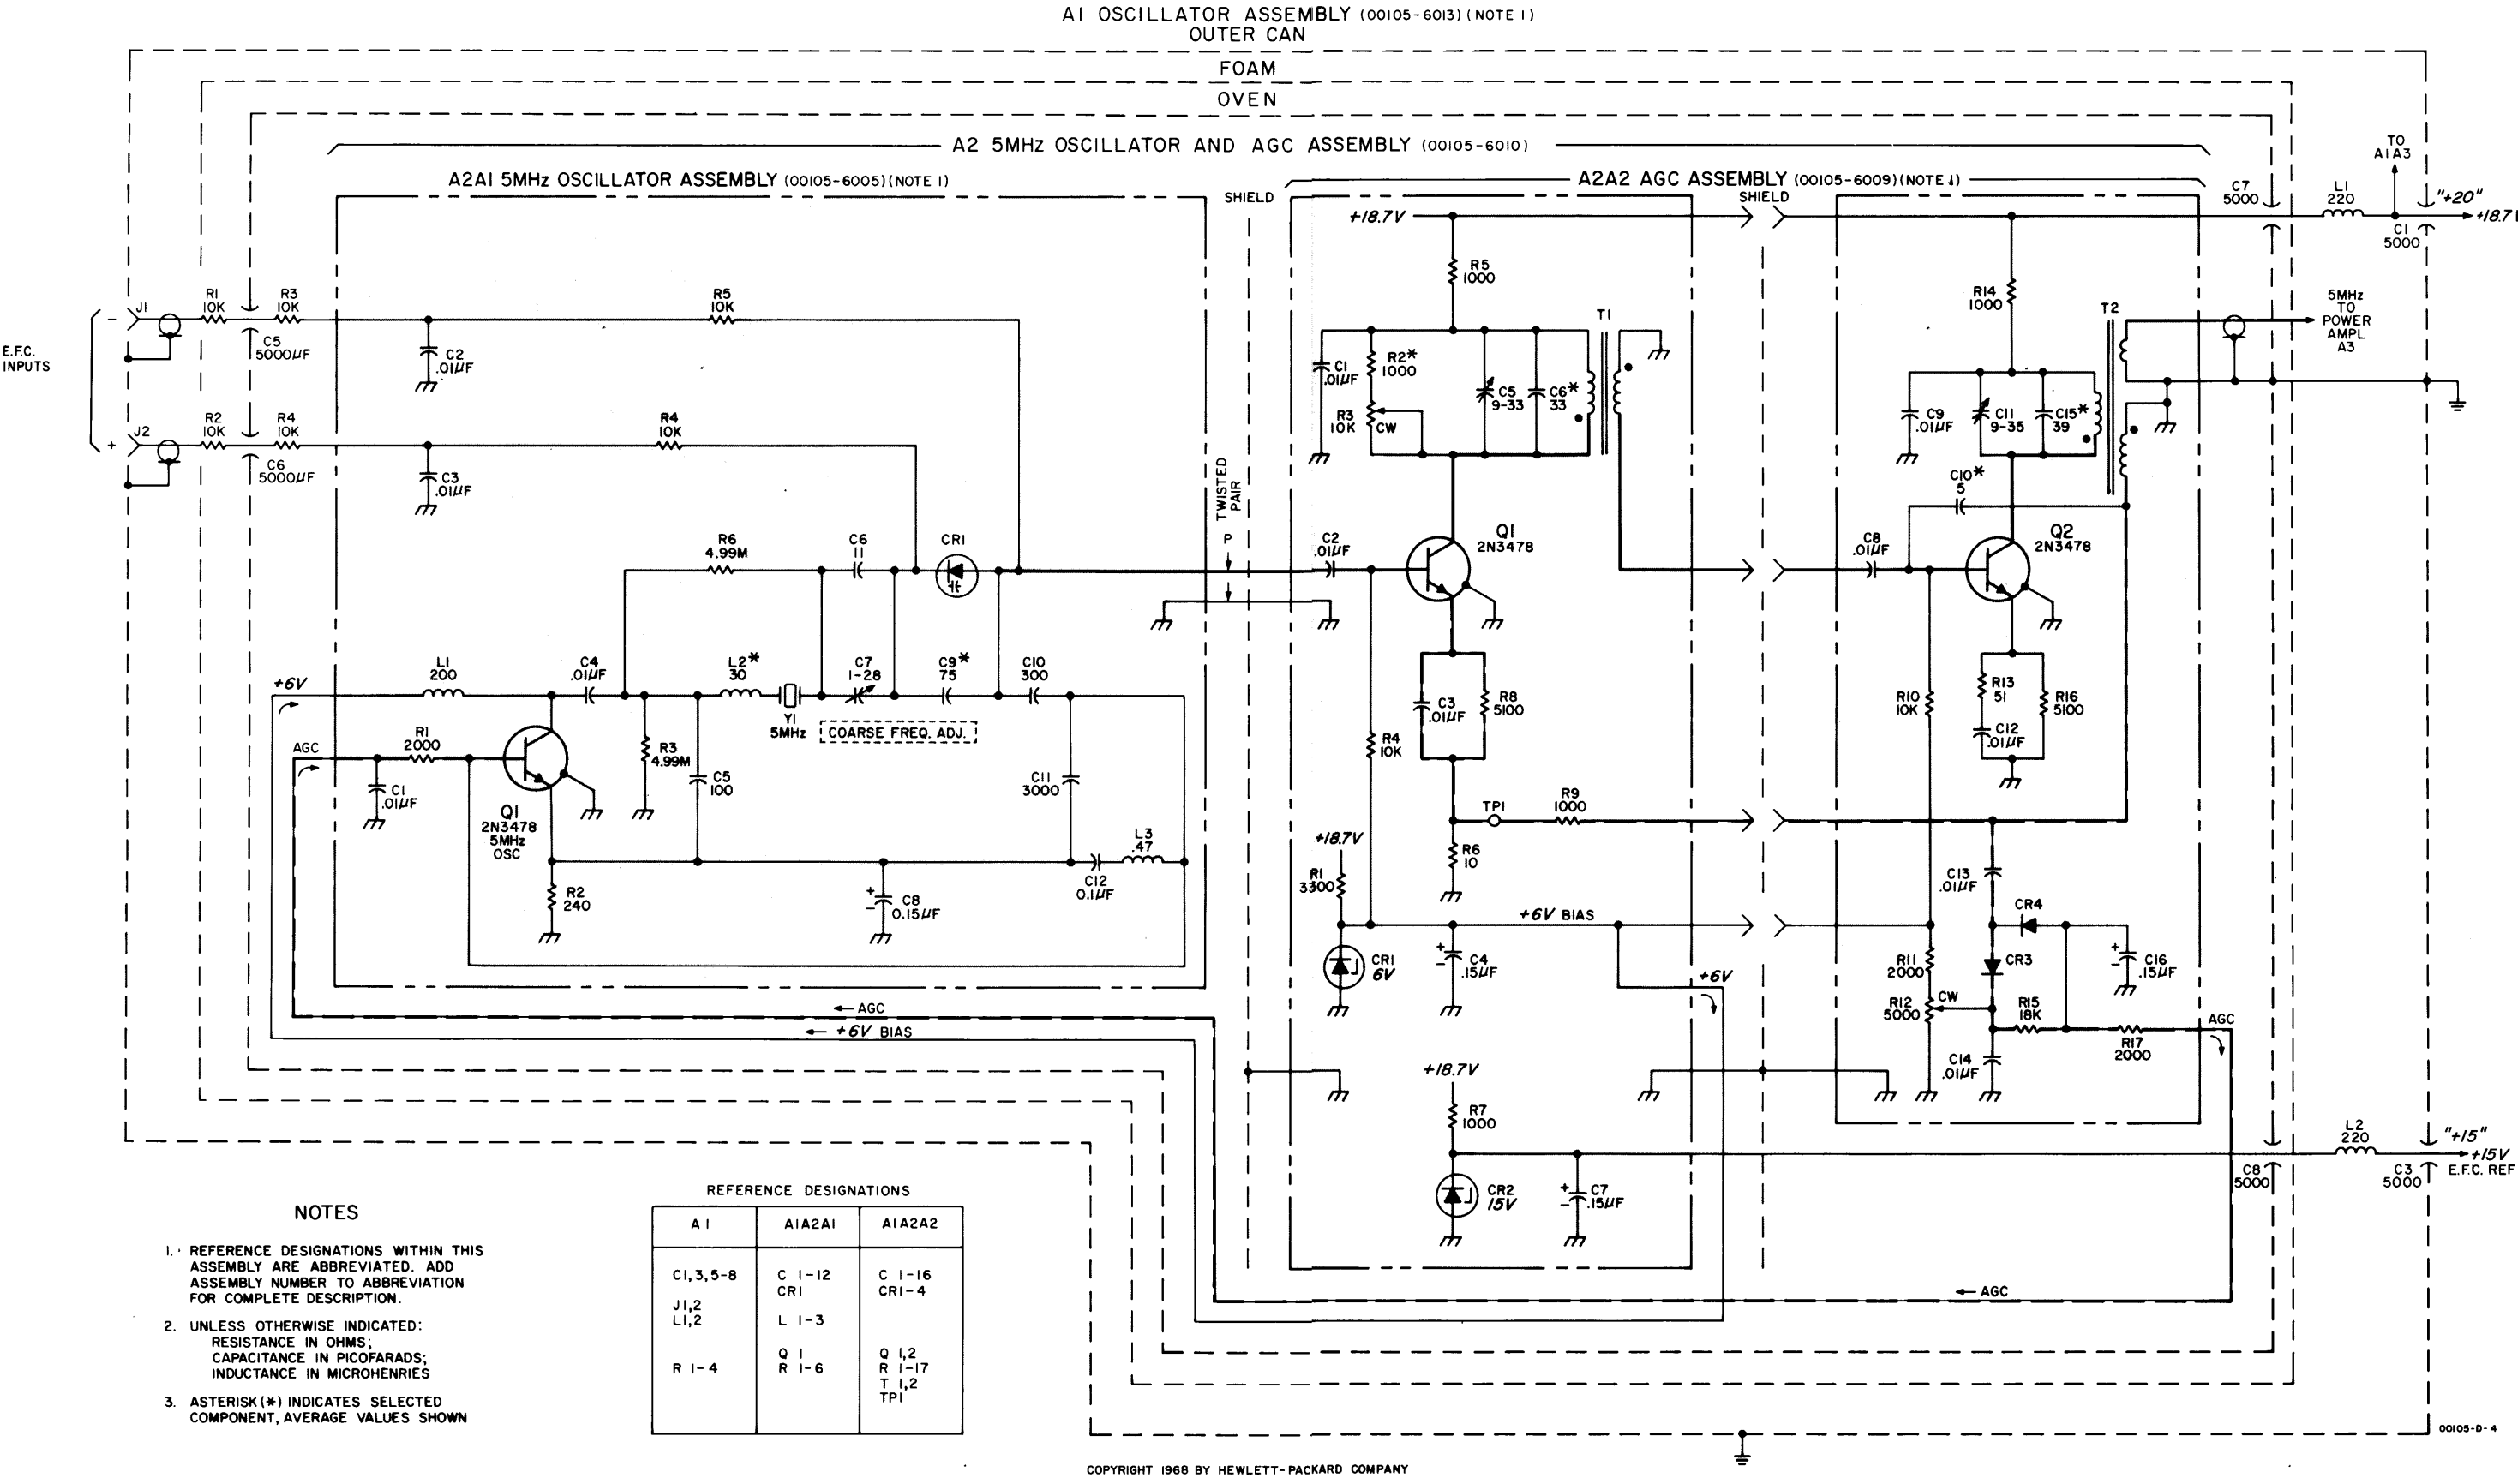 A1 OSCILLATOR ASSEMBLY (00105-6013) (NOTE 1)
OUTER CAN
FOAM
OVEN
A2 5MHz OSCILLATOR AND AGC ASSEMBLY (00105-6010)
A2A1 5MHz OSCILLATOR ASSEMBLY (00105-6005) (NOTE 1)
SHIELD
A2A2 AGC ASSEMBLY (00105-6009) (NOTE 1)
SHIELD
TO
A1A3
C7
5000
L1
220
"+20"
+18.7
C1
5000
+18.7V
E.F.C.
INPUTS
-
J1
R1
10K
C5
5000µF
R3
10K
C2
.01µF
R5
10K
+
J2
R2
10K
C6
5000µF
R4
10K
C3
.01µF
R4
10K
R6
4.99M
C6
11
CR1
TWISTED
PAIR
P
+6V
L1
200
C4
.01µF
L2*
30
Y1
5MHz
C7
1-28
COARSE FREQ. ADJ.
C9*
75
C10
300
AGC
R1
2000
C1
.01µF
Q1
2N3478
5MHz
OSC
R3
4.99M
C5
100
C11
3000
L3
.47
C12
0.1µF
R2
240
+
-
C8
0.15µF
← AGC
← +6V BIAS
R5
1000
T1
C1
.01µF
R2*
1000
R3
10K
CW
C5
9-33
C6*
33
C2
.01µF
Q1
2N3478
C3
.01µF
R8
5100
R4
10K
TP1
R9
1000
+18.7V
R6
10
R1
3300
+6V BIAS
CR1
6V
+
-
C4
.15µF
+6V
+18.7V
R7
1000
CR2
15V
+
-
C7
.15µF
R14
1000
T2
5MHz
TO
POWER
AMPL
A3
C9
.01µF
C11
9-35
C15*
39
C10*
5
C8
.01µF
Q2
2N3478
R10
10K
R13
51
C12
.01µF
R16
5100
C13
.01µF
CR4
R11
2000
CR3
+
-
C16
.15µF
R12
5000
CW
R15
18K
R17
2000
AGC
C14
.01µF
← AGC
L2
220
"+15"
+15V
E.F.C. REF
C8
5000
C3
5000
NOTES
1. REFERENCE DESIGNATIONS WITHIN THIS
ASSEMBLY ARE ABBREVIATED. ADD
ASSEMBLY NUMBER TO ABBREVIATION
FOR COMPLETE DESCRIPTION.
2. UNLESS OTHERWISE INDICATED:
RESISTANCE IN OHMS;
CAPACITANCE IN PICOFARADS;
INDUCTANCE IN MICROHENRIES
3. ASTERISK (*) INDICATES SELECTED
COMPONENT, AVERAGE VALUES SHOWN
REFERENCE DESIGNATIONS
A1 A1A2A1 A1A2A2
C1,3,5-8 C 1-12 C 1-16
CR1 CR1-4
J1,2
L1,2 L 1-3
Q 1 Q 1,2
R 1-4 R 1-6 R 1-17
T 1,2
TP1
00105-D-4
COPYRIGHT 1968 BY HEWLETT-PACKARD COMPANY